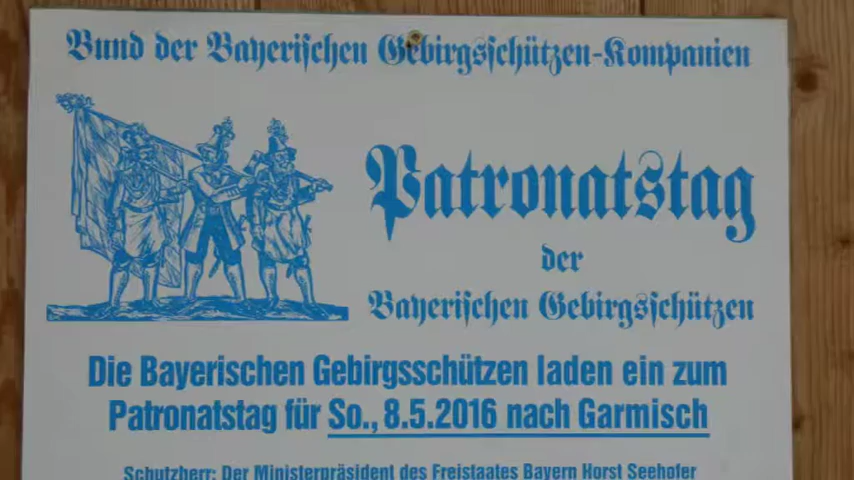 Bund der Bayerischen Gebirgsschützen-Kompanien
Patronatstag
der
Bayerischen Gebirgsschützen
Die Bayerischen Gebirgsschützen laden ein zum
Patronatstag für So., 8.5.2016 nach Garmisch
Schutzherr: Der Ministerpräsident des Freistaates Bayern Horst Seehofer